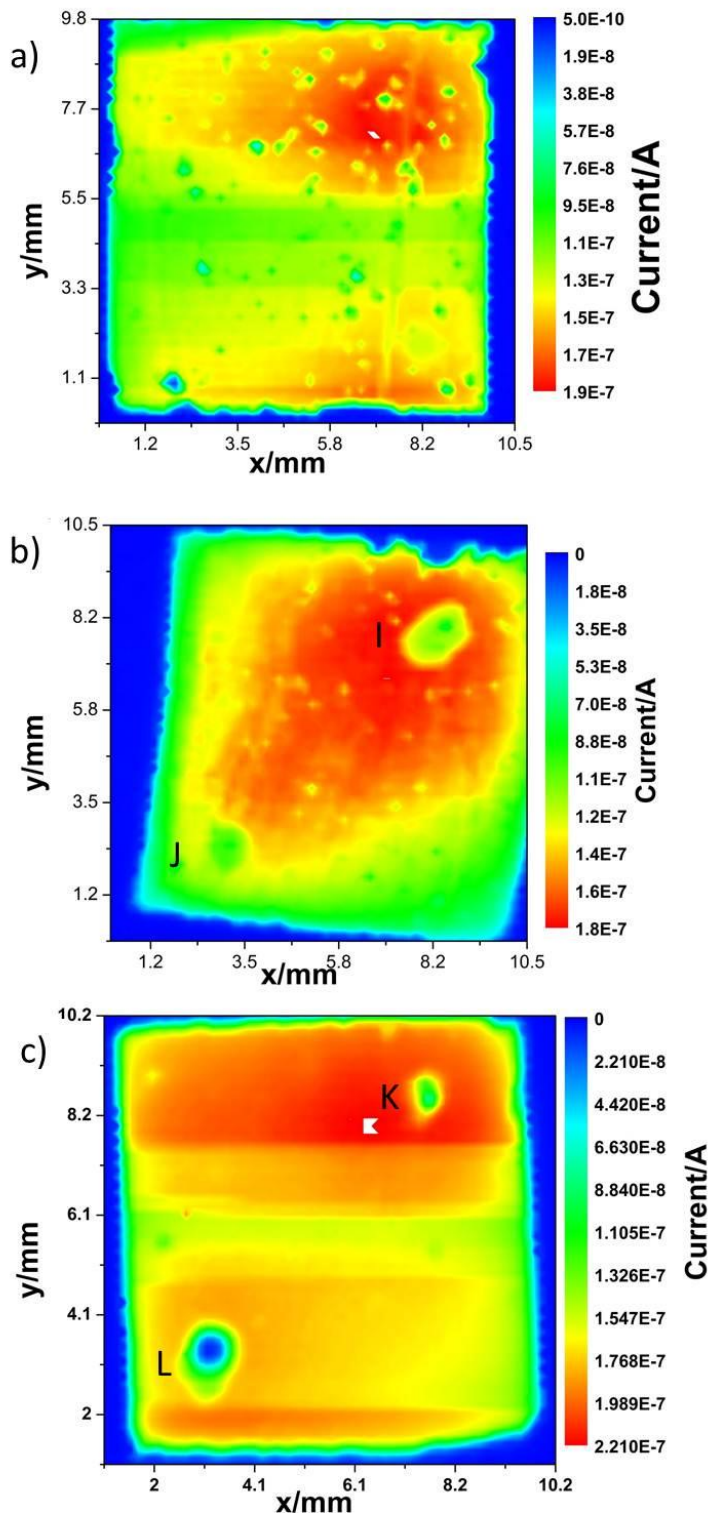 a)
9.8
7.7
5.5
3.3
1.1
y/mm
1.2
3.5
5.8
8.2
10.5
x/mm
5.0E-10
1.9E-8
3.8E-8
5.7E-8
7.6E-8
9.5E-8
1.1E-7
1.3E-7
1.5E-7
1.7E-7
1.9E-7
Current/A
b)
10.5
8.2
5.8
3.5
1.2
y/mm
I
J
1.2
3.5
5.8
8.2
10.5
x/mm
0
1.8E-8
3.5E-8
5.3E-8
7.0E-8
8.8E-8
1.1E-7
1.2E-7
1.4E-7
1.6E-7
1.8E-7
Current/A
c)
10.2
8.2
6.1
4.1
2
y/mm
K
L
2
4.1
6.1
8.2
10.2
x/mm
0
2.210E-8
4.420E-8
6.630E-8
8.840E-8
1.105E-7
1.326E-7
1.547E-7
1.768E-7
1.989E-7
2.210E-7
Current/A